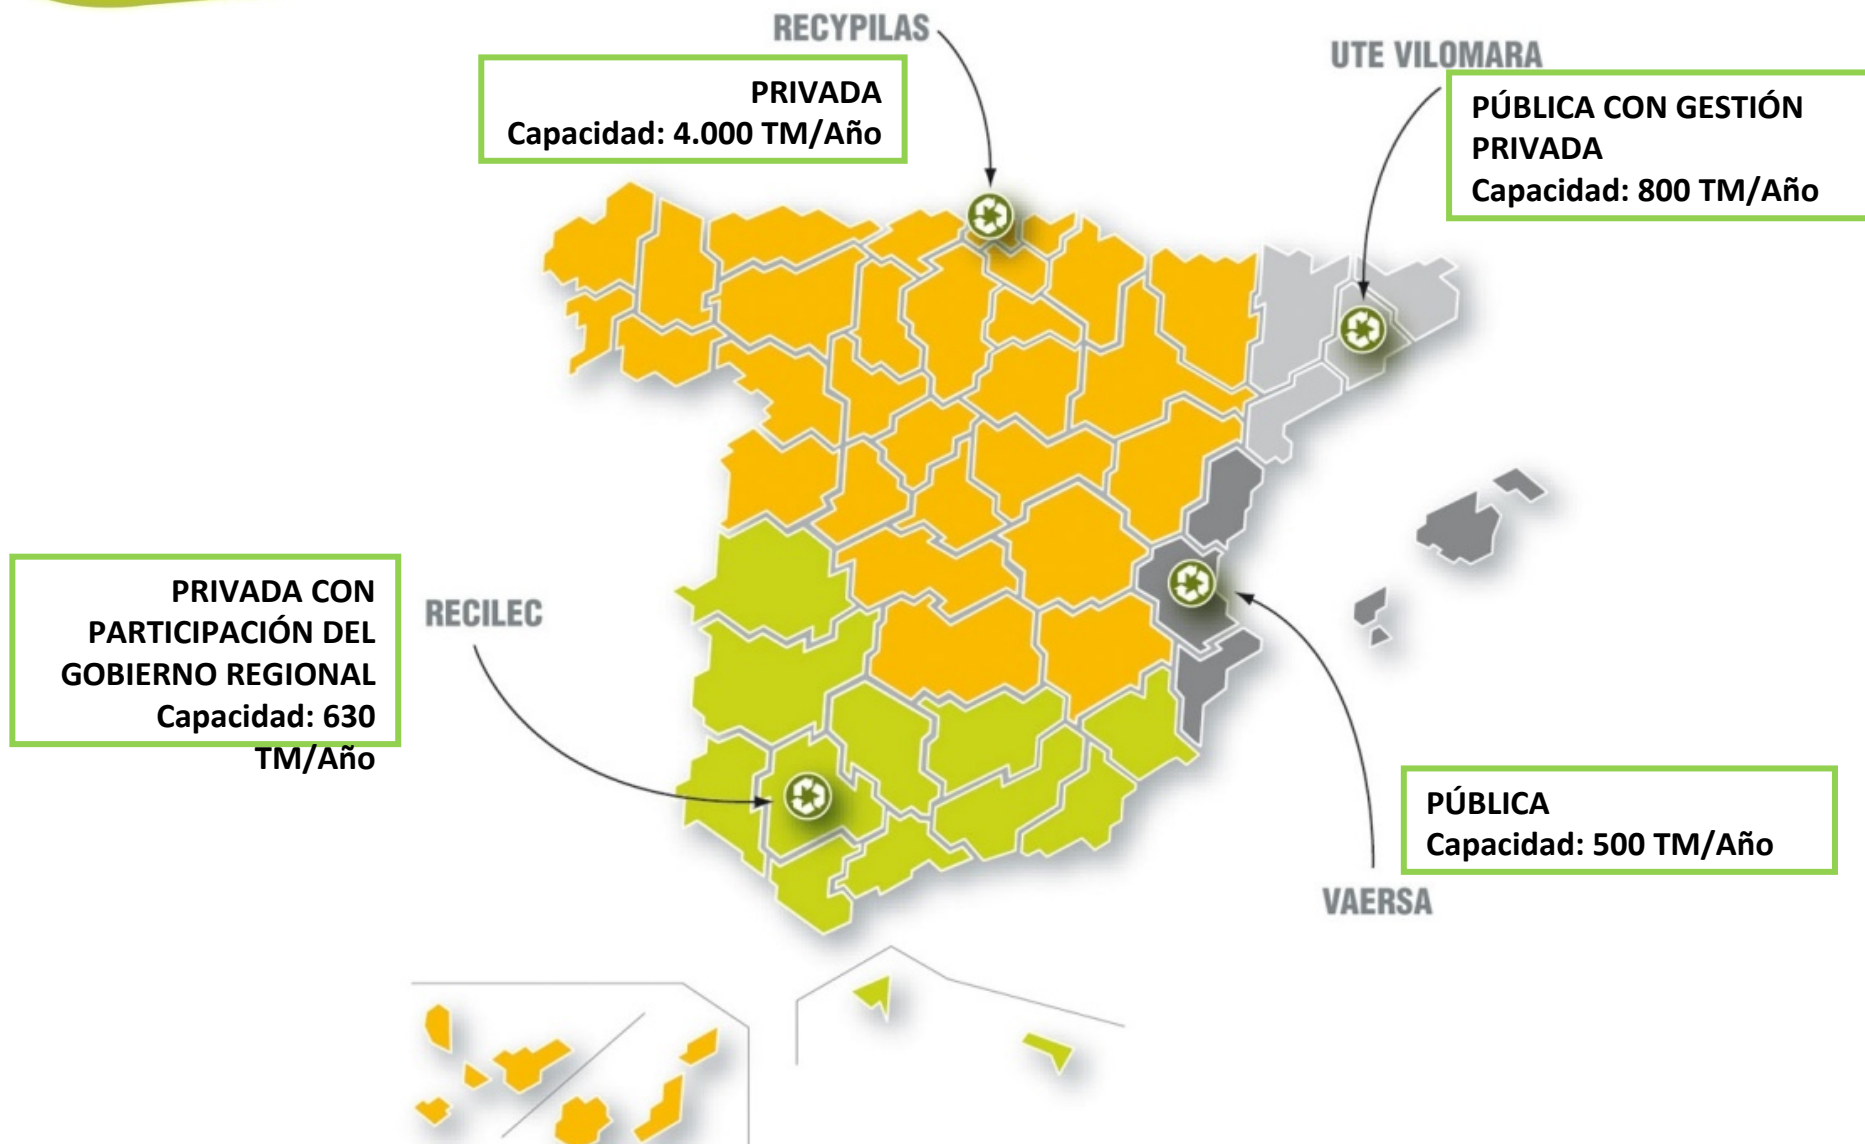 RECYPILAS
PRIVADA
Capacidad: 4.000 TM/Año
UTE VILOMARA
PÚBLICA CON GESTIÓN
PRIVADA
Capacidad: 800 TM/Año
PRIVADA CON
PARTICIPACIÓN DEL
GOBIERNO REGIONAL
Capacidad: 630
TM/Año
RECILEC
PÚBLICA
Capacidad: 500 TM/Año
VAERSA